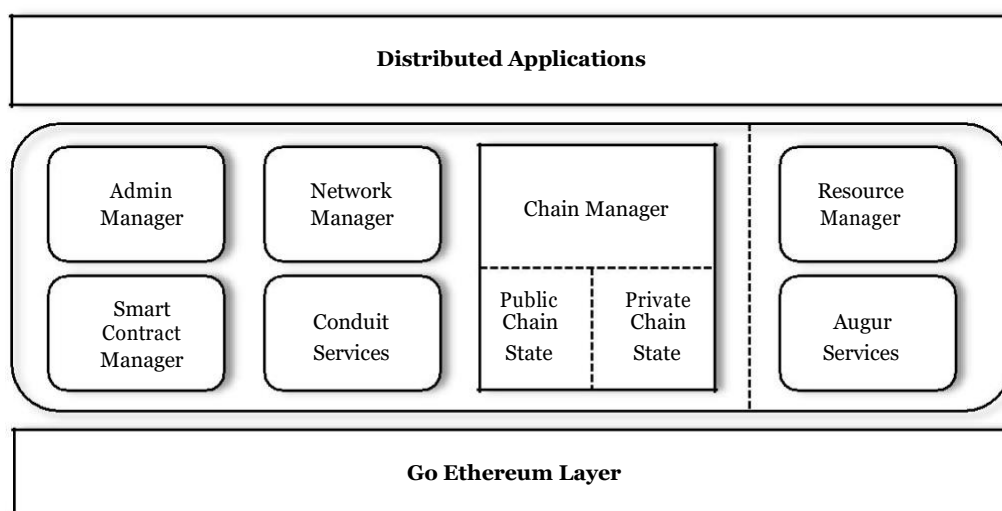 Distributed Applications
Admin
Manager
Network
Manager
Chain Manager
Resource
Manager
Smart
Contract
Manager
Conduit
Services
Public
Chain
State
Private
Chain
State
Augur
Services
Go Ethereum Layer